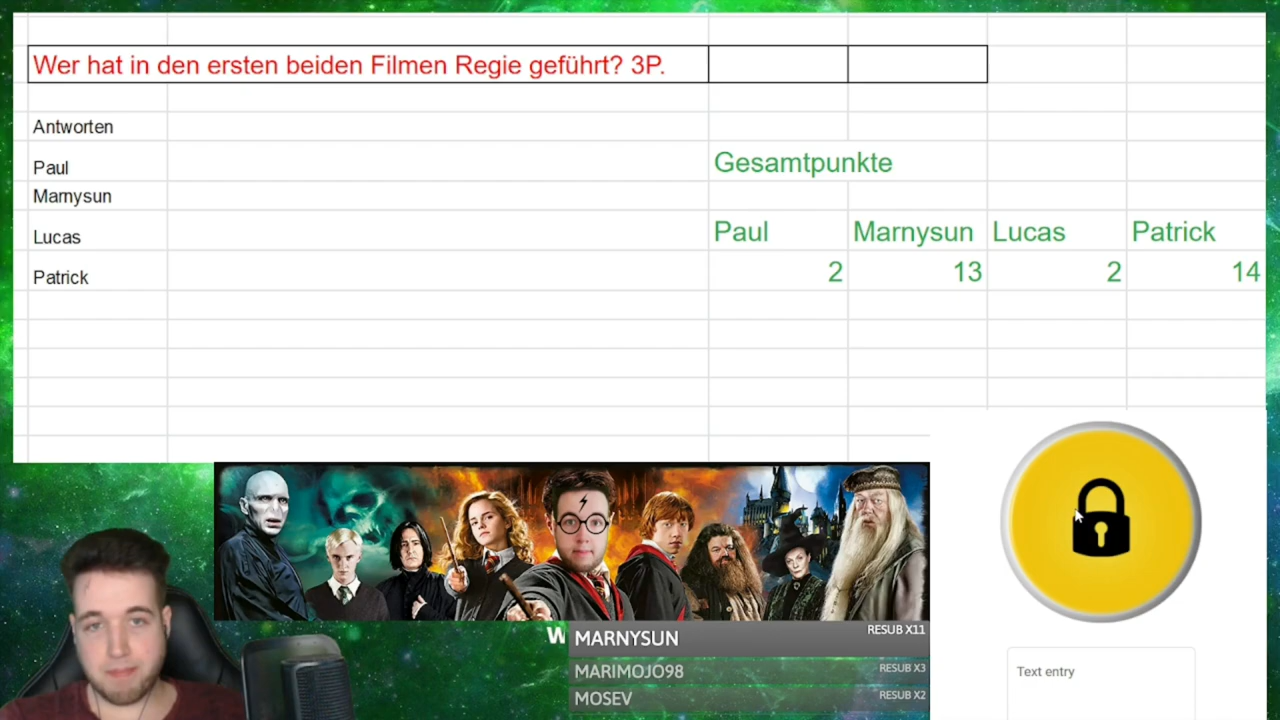 Wer hat in den ersten beiden Filmen Regie geführt? 3P.
Antworten
Paul
Marnysun
Lucas
Patrick
Gesamtpunkte
Paul Marnysun Lucas Patrick
2 13 2 14
W
MARNYSUN RESUB X11
MARIMOJO98 RESUB X3
MOSEV RESUB X2
Text entry